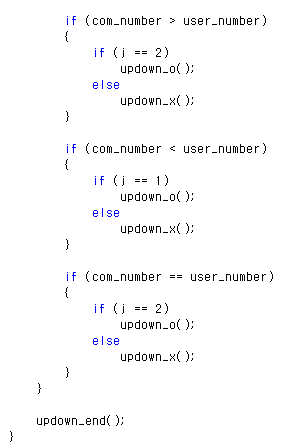 if (com_number > user_number)
{
if (j == 2)
updown_o();
else
updown_x();
}
if (com_number < user_number)
{
if (j == 1)
updown_o();
else
updown_x();
}
if (com_number == user_number)
{
if (j == 2)
updown_o();
else
updown_x();
}
}
updown_end();
}